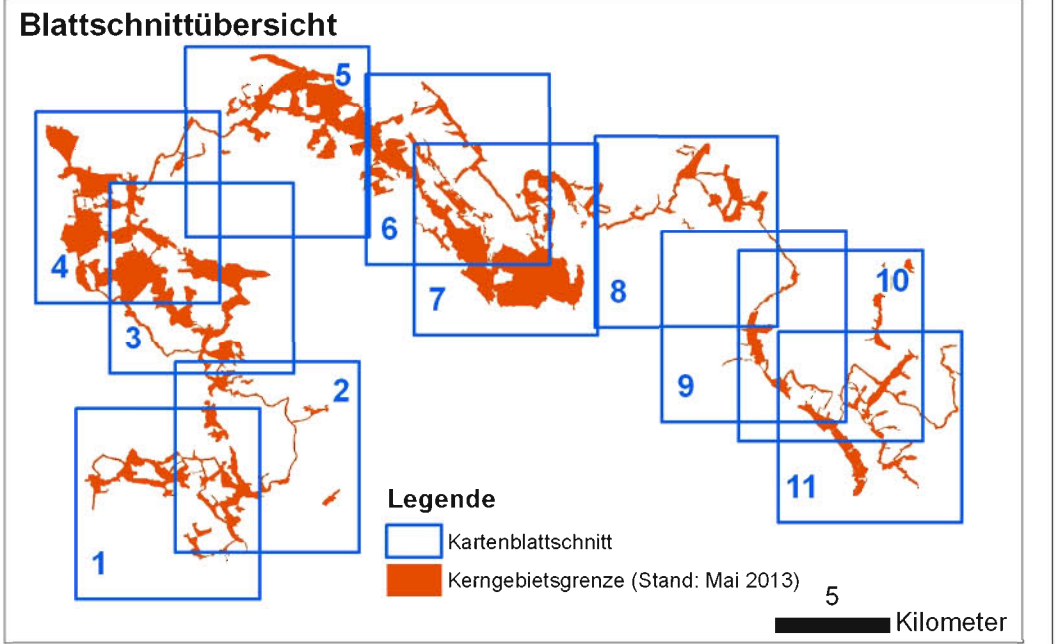 Blattschnittübersicht
5
4
6
10
7
8
3
9
2
11
1
Legende
Kartenblattschnitt
Kerngebietsgrenze (Stand: Mai 2013)
5
Kilometer